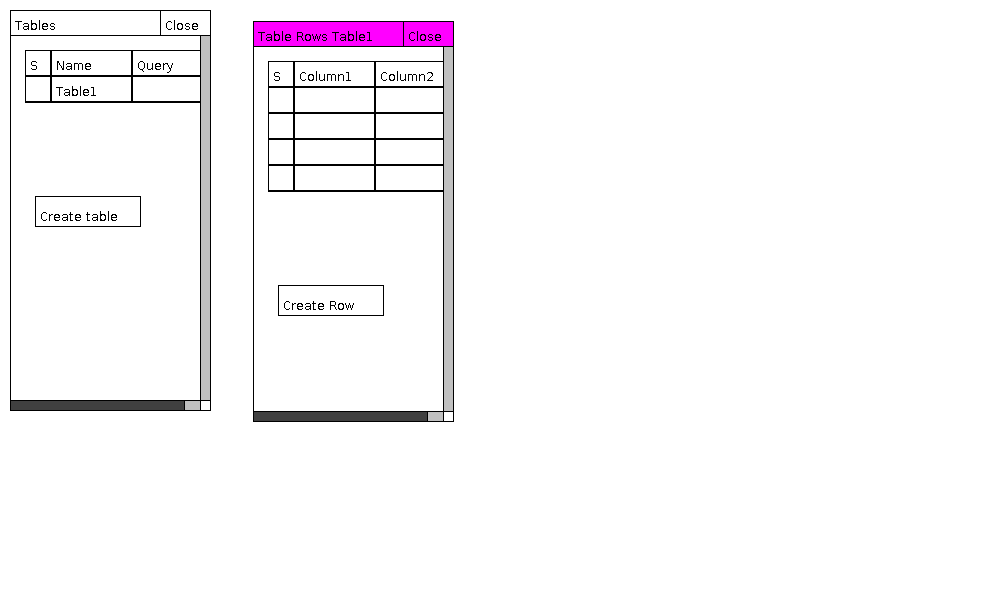 Tables Close
S Name Query
Table1
Create table
Table Rows Table1 Close
S Column1 Column2
Create Row